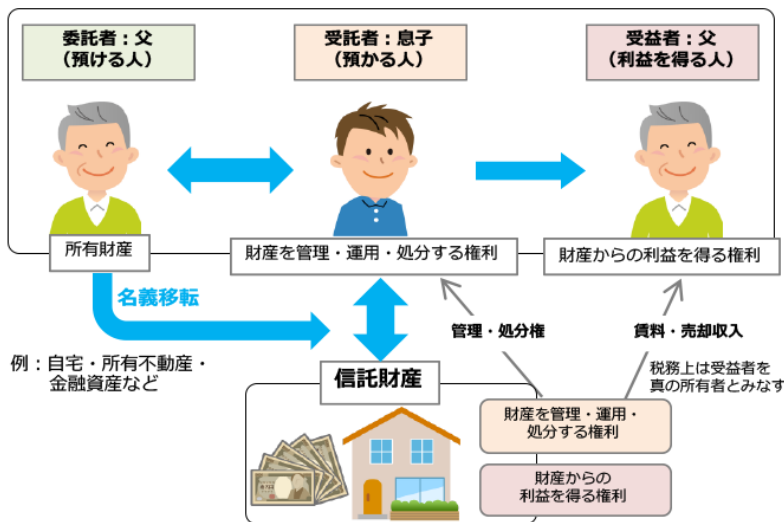 委託者：父
（預ける人）
受託者：息子
（預かる人）
受益者：父
（利益を得る人）
所有財産
財産を管理・運用・処分する権利
財産からの利益を得る権利
名義移転
管理・処分権
賃料・売却収入
例：自宅・所有不動産・
金融資産など
税務上は受益者を
真の所有者とみなす
信託財産
財産を管理・運用・
処分する権利
財産からの
利益を得る権利